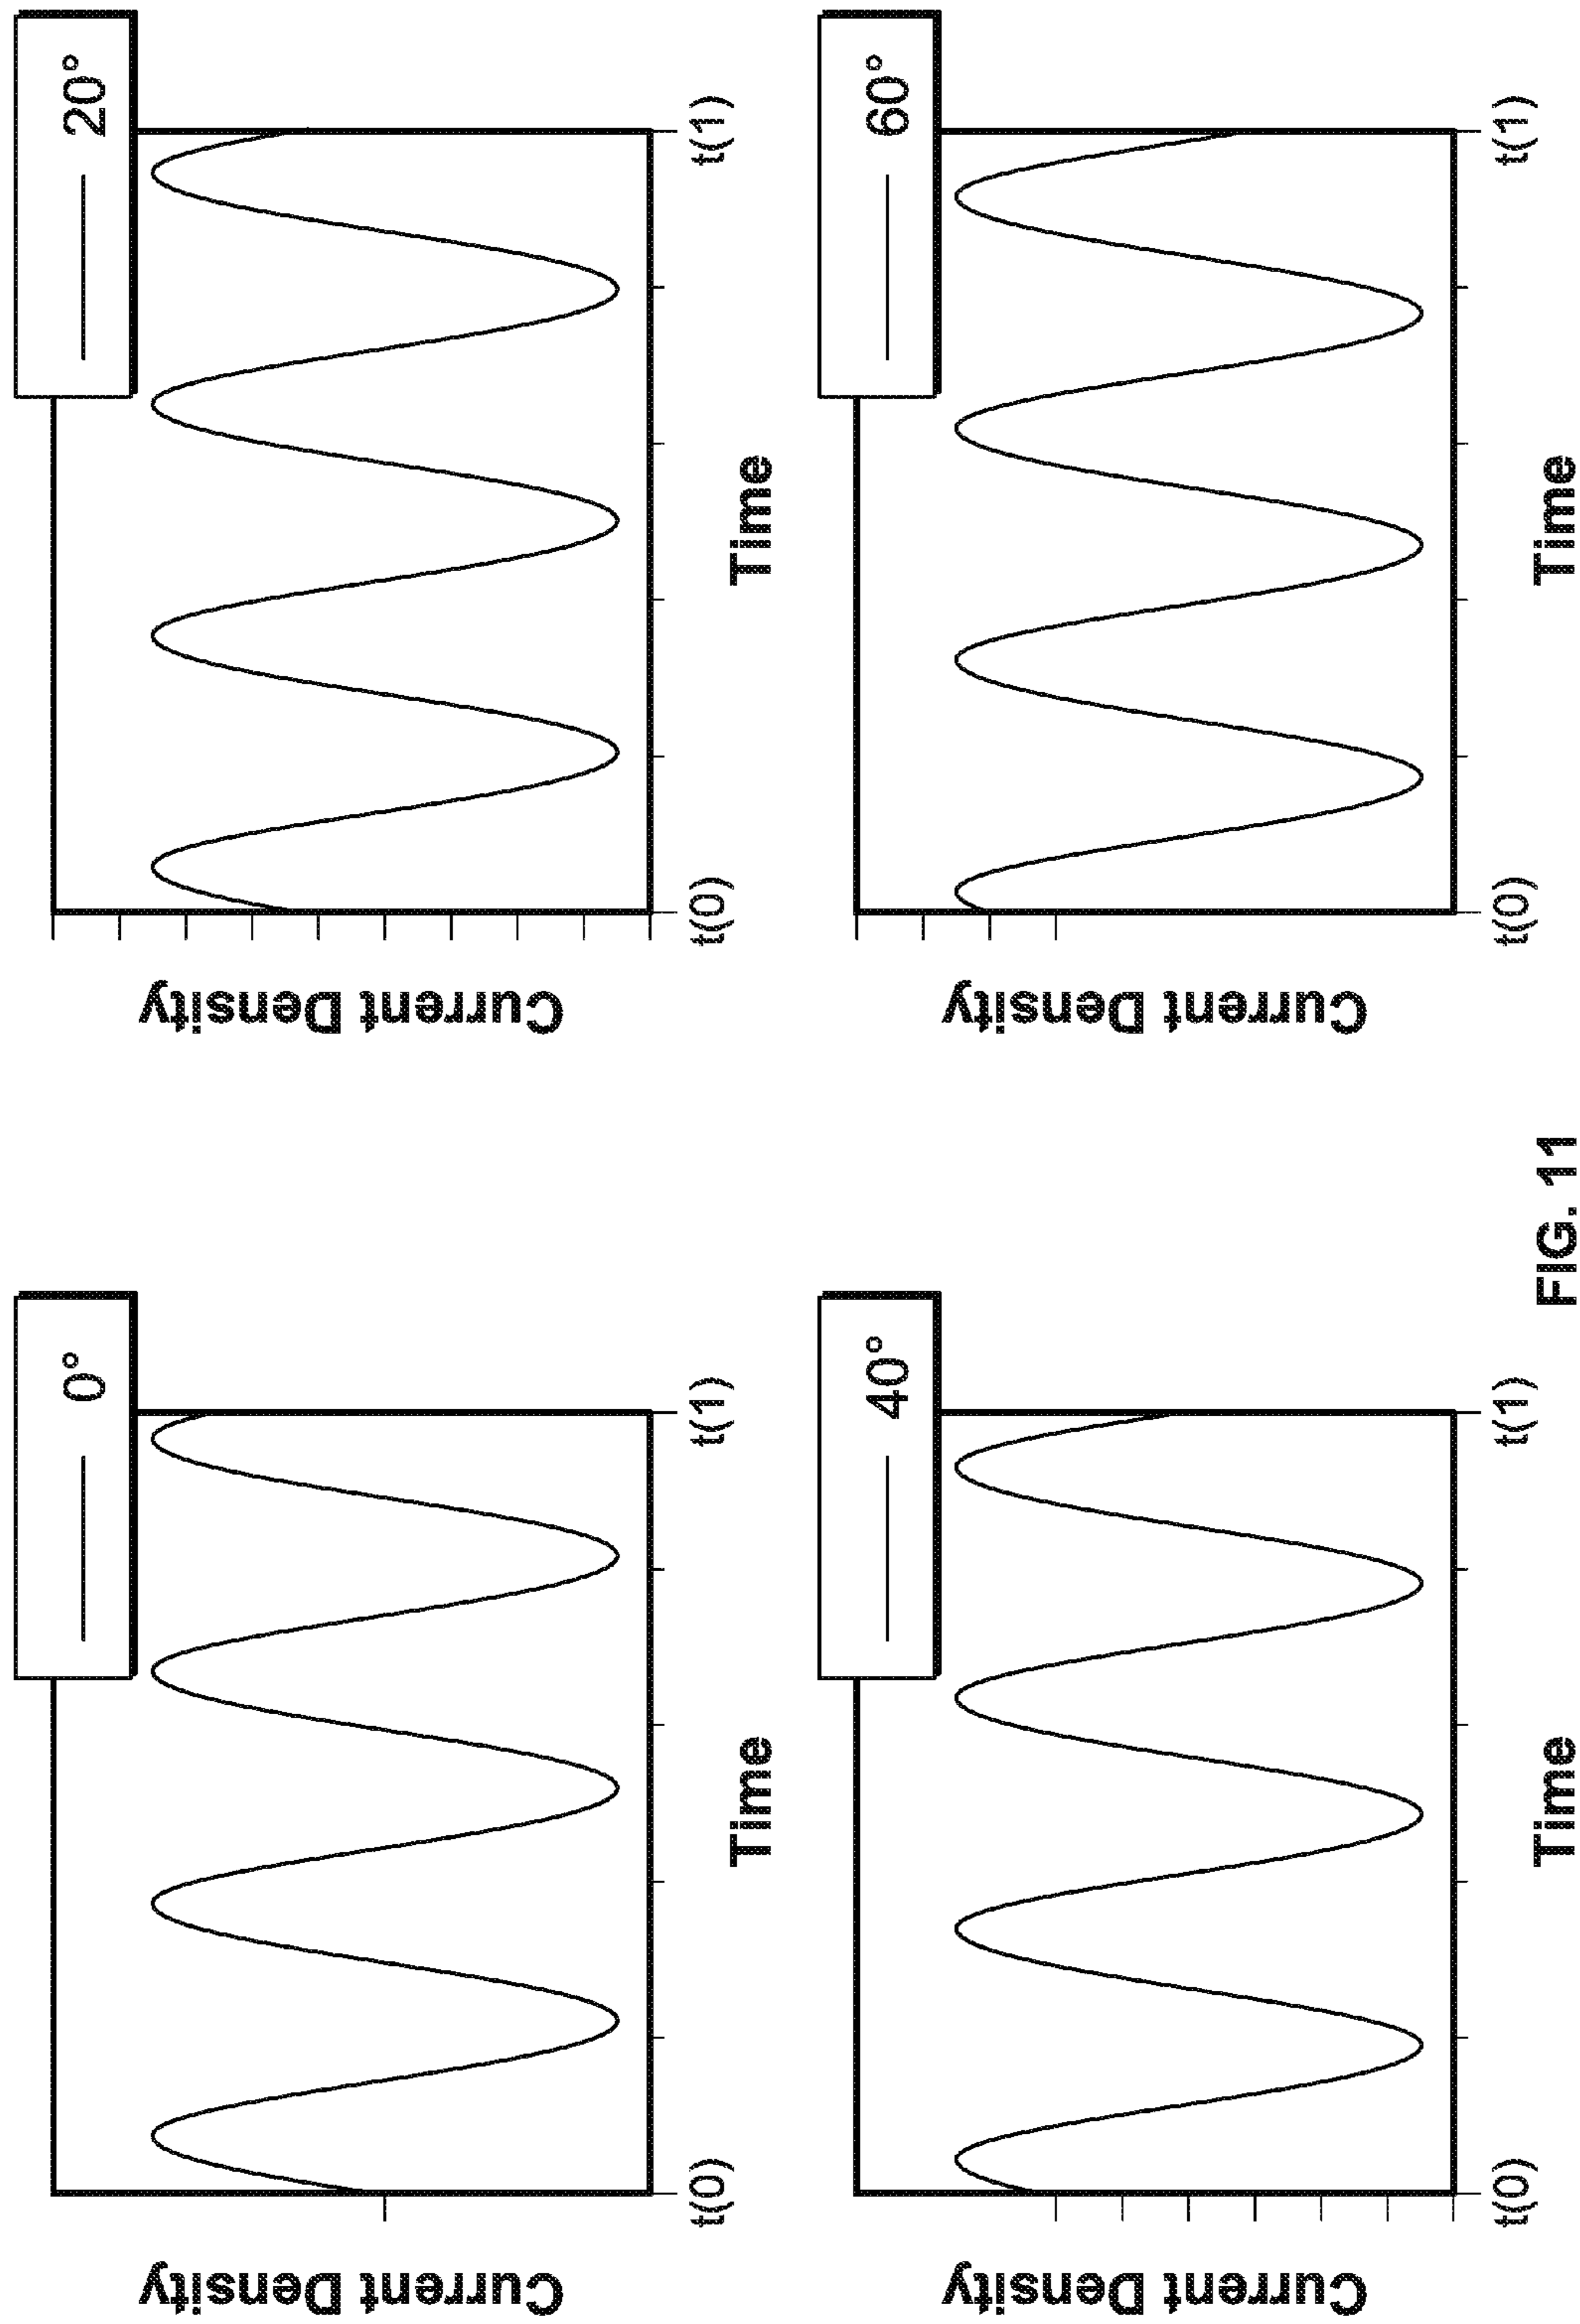 0°
Current Density
t(0)
t(1)
Time
20°
Current Density
t(0)
t(1)
Time
40°
Current Density
t(0)
t(1)
Time
60°
Current Density
t(0)
t(1)
Time
FIG. 11